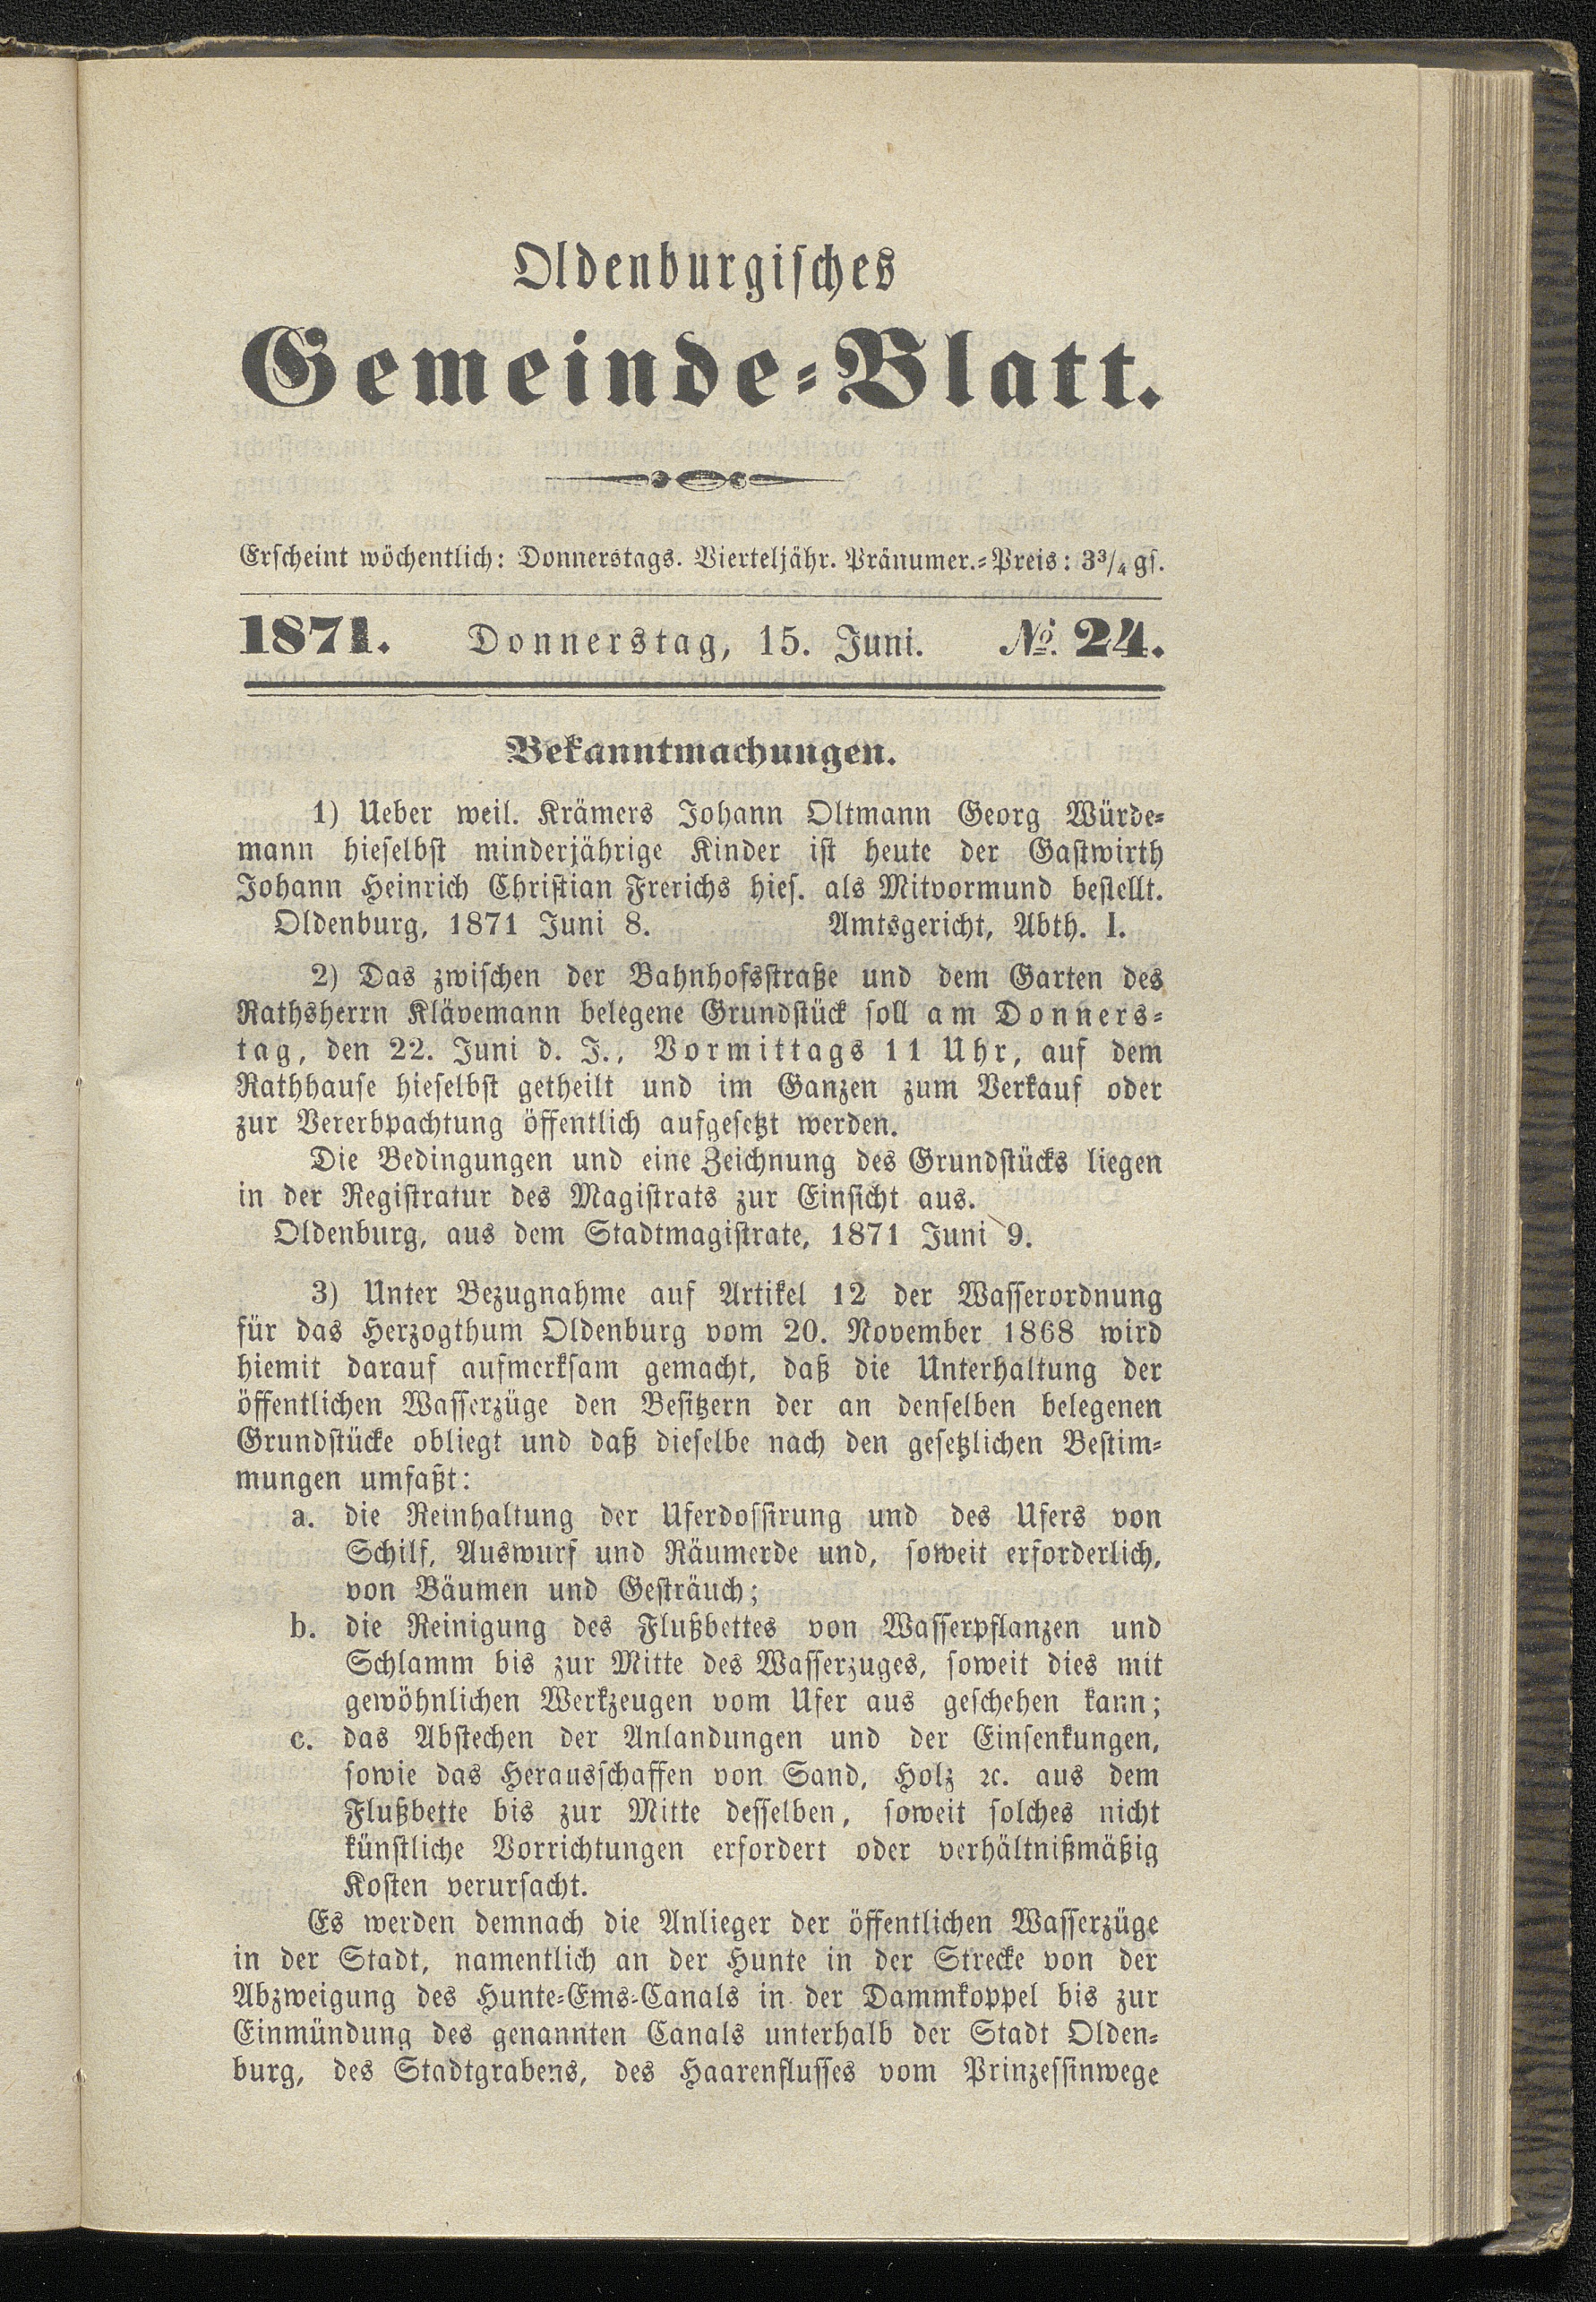 Oldenburgisches
Gemeinde-Blatt.
Erscheint wöchentlich: Donnerstags. Vierteljähr. Pränumer.-Preis: 3³/₄ gs.
1871. Donnerstag, 15. Juni. No. 24.
Bekanntmachungen.
1) Ueber weil. Krämers Johann Oltmann Georg Würde-
mann hieselbst minderjährige Kinder ist heute der Gastwirth
Johann Heinrich Christian Frerichs hies. als Mitvormund bestellt.
Oldenburg, 1871 Juni 8. Amtsgericht, Abth. I.
2) Das zwischen der Bahnhofsstraße und dem Garten des
Rathsherrn Klävemann belegene Grundstück soll am Donners-
tag, den 22. Juni d. J., Vormittags 11 Uhr, auf dem
Rathhause hieselbst getheilt und im Ganzen zum Verkauf oder
zur Vererbpachtung öffentlich aufgesetzt werden.
Die Bedingungen und eine Zeichnung des Grundstücks liegen
in der Registratur des Magistrats zur Einsicht aus.
Oldenburg, aus dem Stadtmagistrate, 1871 Juni 9.
3) Unter Bezugnahme auf Artikel 12 der Wasserordnung
für das Herzogthum Oldenburg vom 20. November 1868 wird
hiemit darauf aufmerksam gemacht, daß die Unterhaltung der
öffentlichen Wasserzüge den Besitzern der an denselben belegenen
Grundstücke obliegt und daß dieselbe nach den gesetzlichen Bestim-
mungen umfaßt:
a. die Reinhaltung der Uferdossirung und des Ufers von
Schilf, Auswurf und Räumerde und, soweit erforderlich,
von Bäumen und Gesträuch;
b. die Reinigung des Flußbettes von Wasserpflanzen und
Schlamm bis zur Mitte des Wasserzuges, soweit dies mit
gewöhnlichen Werkzeugen vom Ufer aus geschehen kann;
c. das Abstechen der Anlandungen und der Einsenkungen,
sowie das Herausschaffen von Sand, Holz ꝛc. aus dem
Flußbette bis zur Mitte desselben, soweit solches nicht
künstliche Vorrichtungen erfordert oder verhältnißmäßig
Kosten verursacht.
Es werden demnach die Anlieger der öffentlichen Wasserzüge
in der Stadt, namentlich an der Hunte in der Strecke von der
Abzweigung des Hunte-Ems-Canals in der Dammkoppel bis zur
Einmündung des genannten Canals unterhalb der Stadt Olden-
burg, des Stadtgrabens, des Haarenflusses vom Prinzessinwege